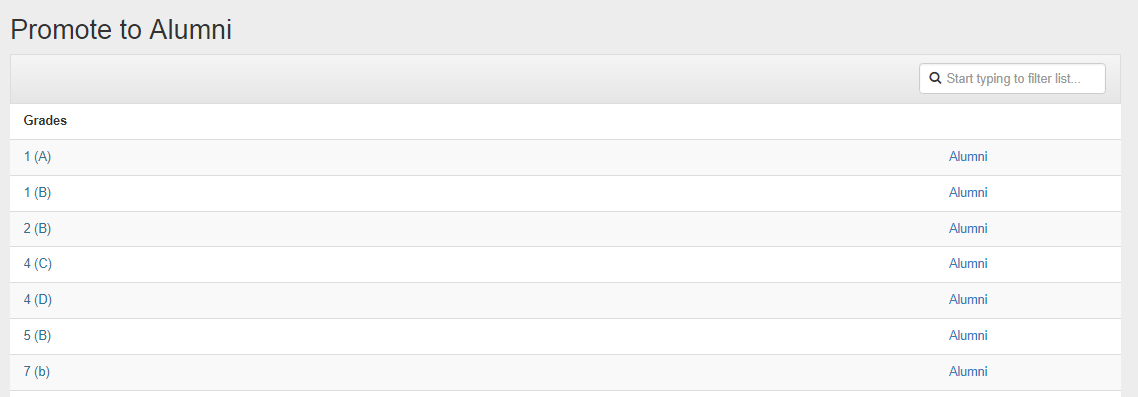 Promote to Alumni
Start typing to filter list...
Grades
1 (A) Alumni
1 (B) Alumni
2 (B) Alumni
4 (C) Alumni
4 (D) Alumni
5 (B) Alumni
7 (b) Alumni